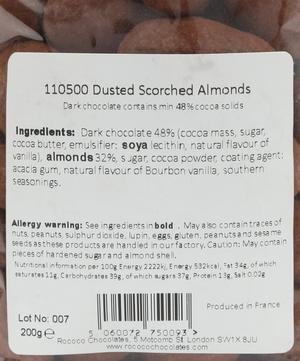 110500 Dusted Scorched Almonds
Dark chocolate contains min 48% cocoa solids
Ingredients: Dark chocolate 48% (cocoa mass, sugar,
cocoa butter, emulsifier: soya lecithin, natural flavour of
vanilla), almonds 32%, sugar, cocoa powder, coating agent:
acacia gum, natural flavour of Bourbon vanilla, southern
seasonings.
Allergy warning: See ingredients in bold . May also contain traces of
nuts, peanuts, sulphur dioxide, lupin, eggs, gluten, peanuts and sesame
seeds as these products are handled in our factory. Caution: May contain
pieces of hardened sugar and almond shell.
Nutritional information per 100g Energy 2222kj, Energy 532kcal, Fat 34g, of which
saturates 11g, Carbohydrates 39g, of which sugars 37g, Protein 13g, Salt 0.02g
Lot No: 007
Produced in France
200g e
5 060072 750093 >
Rococo Chocolates, 5 Motcomb St, London SW1X 8JU
www.rococochocolates.com